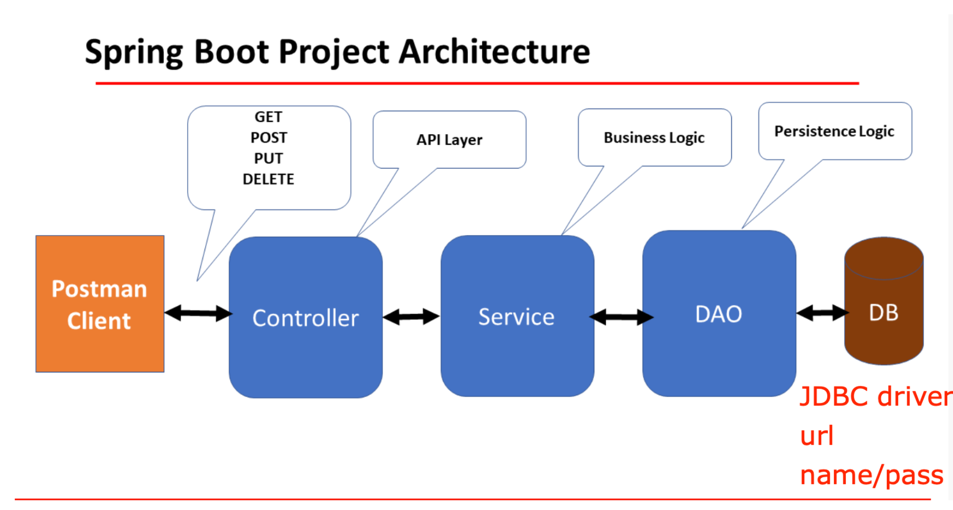 Spring Boot Project Architecture
GET
POST
PUT
DELETE
API Layer
Business Logic
Persistence Logic
Postman
Client
Controller
Service
DAO
DB
JDBC driver
url
name/pass